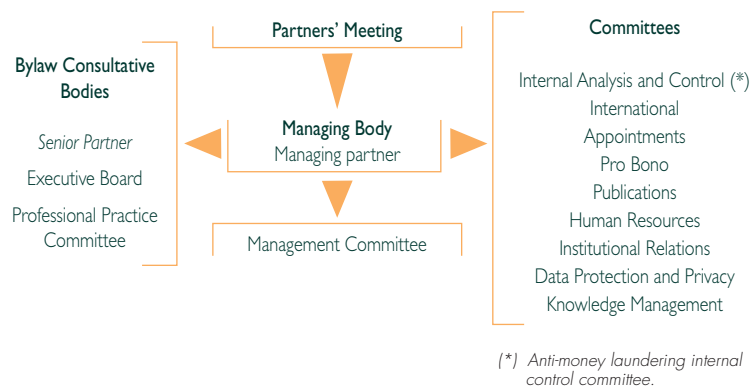 Partners' Meeting
Bylaw Consultative
Bodies
Senior Partner
Executive Board
Professional Practice
Committee
Managing Body
Managing partner
Management Committee
Committees
Internal Analysis and Control (*)
International
Appointments
Pro Bono
Publications
Human Resources
Institutional Relations
Data Protection and Privacy
Knowledge Management
(*) Anti-money laundering internal
control committee.